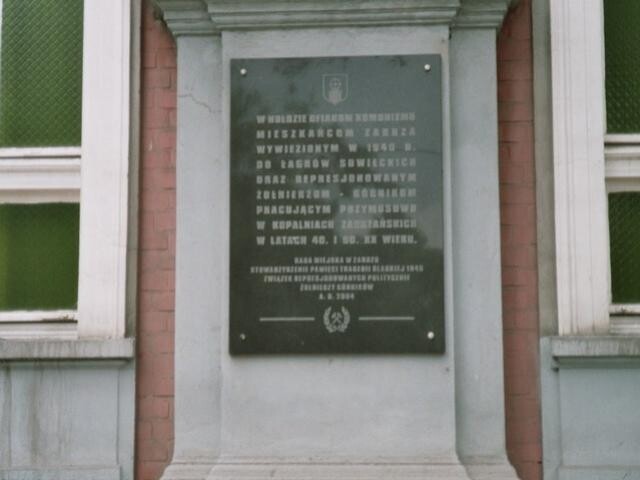 W HOŁDZIE OFIAROM KOMUNIZMU
MIESZKAŃCOM ZABRZA
WYWIEZIONYM W 1945 R.
DO ŁAGRÓW SOWIECKICH
ORAZ REPRESJONOWANYM
ŻOŁNIERZOM - GÓRNIKOM
PRACUJĄCYM PRZYMUSOWO
W KOPALNIACH ZABRZAŃSKICH
W LATACH 40. I 50. XX WIEKU.
RADA MIEJSKA W ZABRZU
STOWARZYSZENIE PAMIĘCI TRAGEDII ŚLĄSKIEJ 1945
ZWIĄZEK REPRESJONOWANYCH POLITYCZNIE
ŻOŁNIERZY GÓRNIKÓW
A. D. 2004